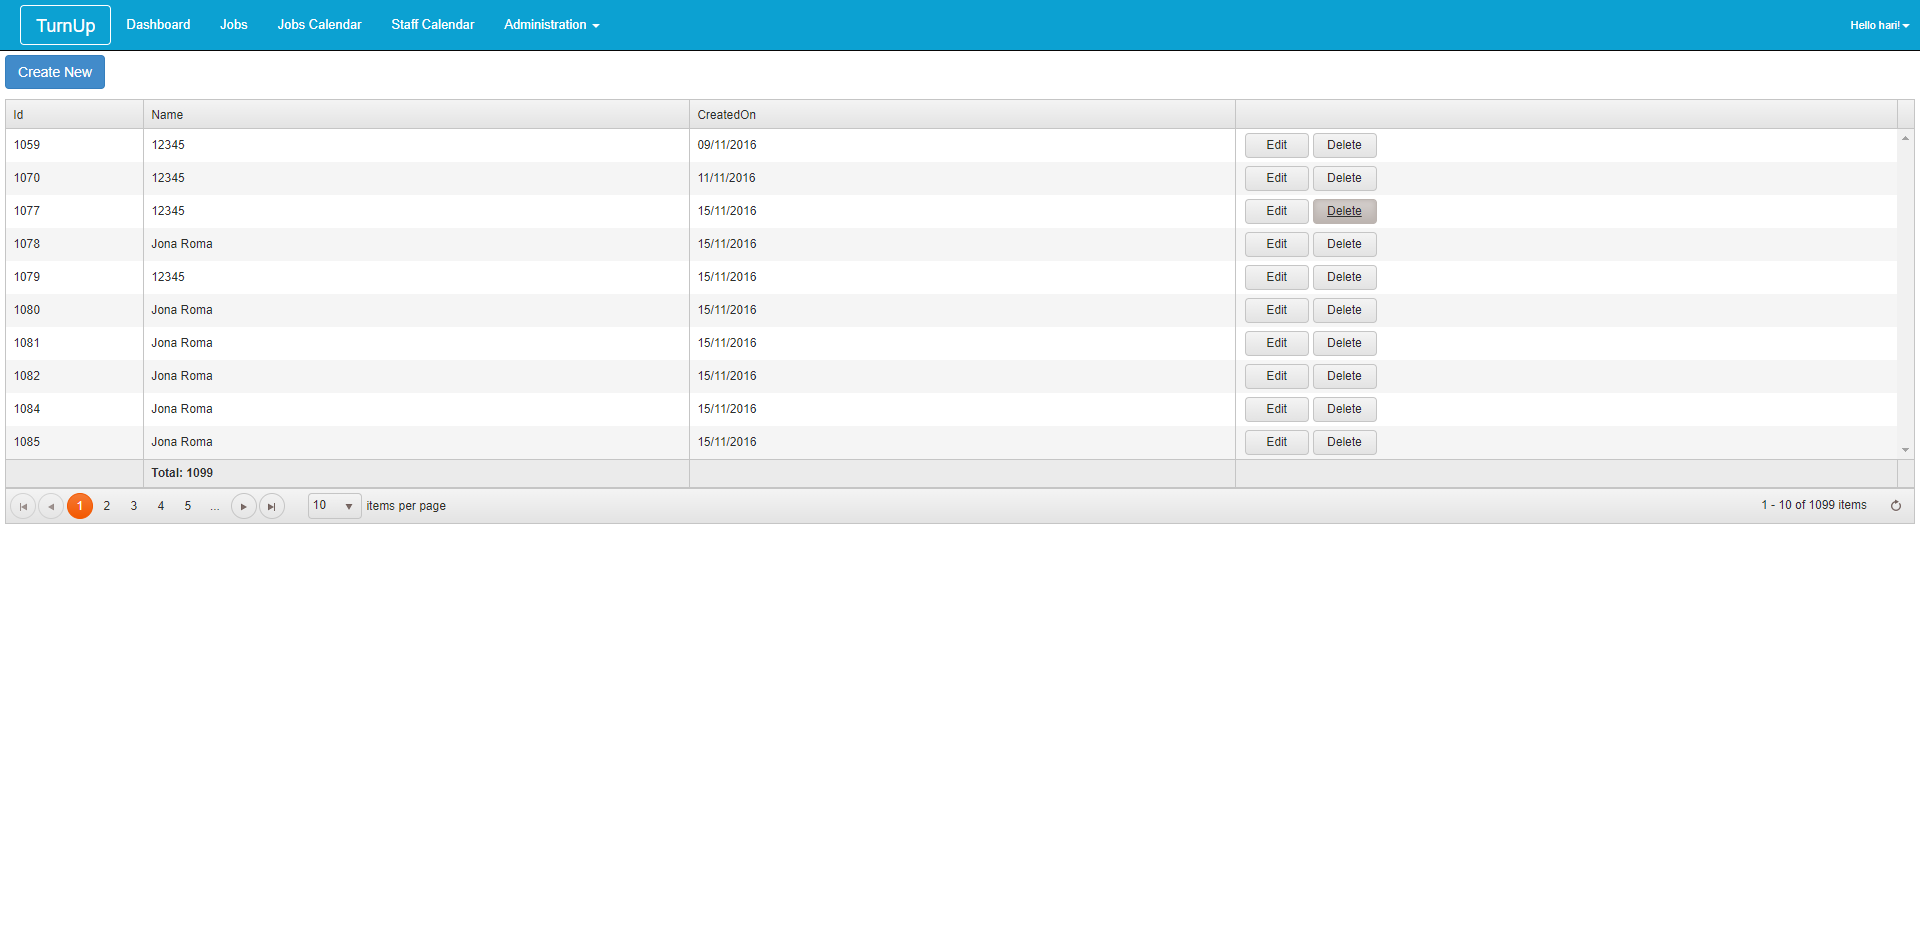 TurnUp Dashboard Jobs Jobs Calendar Staff Calendar Administration Hello hari!
Create New
Id Name CreatedOn
1059 12345 09/11/2016 Edit Delete
1070 12345 11/11/2016 Edit Delete
1077 12345 15/11/2016 Edit Delete
1078 Jona Roma 15/11/2016 Edit Delete
1079 12345 15/11/2016 Edit Delete
1080 Jona Roma 15/11/2016 Edit Delete
1081 Jona Roma 15/11/2016 Edit Delete
1082 Jona Roma 15/11/2016 Edit Delete
1084 Jona Roma 15/11/2016 Edit Delete
1085 Jona Roma 15/11/2016 Edit Delete
Total: 1099
1 2 3 4 5 ... 10 items per page 1 - 10 of 1099 items